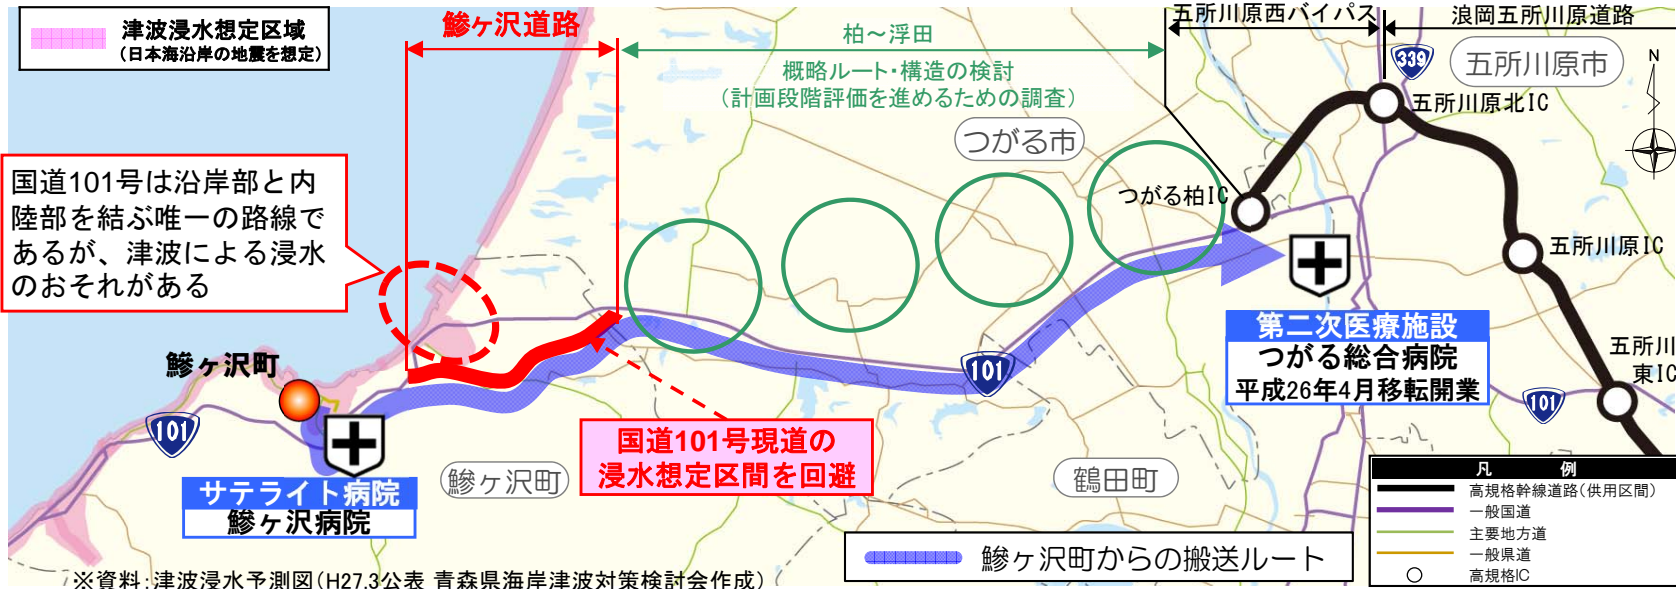 津波浸水想定区域
(日本海沿岸の地震を想定)
鰺ヶ沢道路
柏～浮田
概略ルート・構造の検討
(計画段階評価を進めるための調査)
五所川原西バイパス
浪岡五所川原道路
339
五所川原市
N
五所川原北IC
つがる市
つがる柏IC
五所川原IC
国道101号は沿岸部と内
陸部を結ぶ唯一の路線で
あるが、津波による浸水
のおそれがある
第二次医療施設
つがる総合病院
平成26年4月移転開業
五所川
東IC
101
101
鰺ヶ沢町
101
国道101号現道の
浸水想定区間を回避
サテライト病院
鰺ヶ沢病院
鰺ヶ沢町
鶴田町
鰺ヶ沢町からの搬送ルート
凡例
高規格幹線道路(供用区間)
一般国道
主要地方道
一般県道
高規格IC
※資料:津波浸水予測図(H27.3公表 青森県海岸津波対策検討会作成)